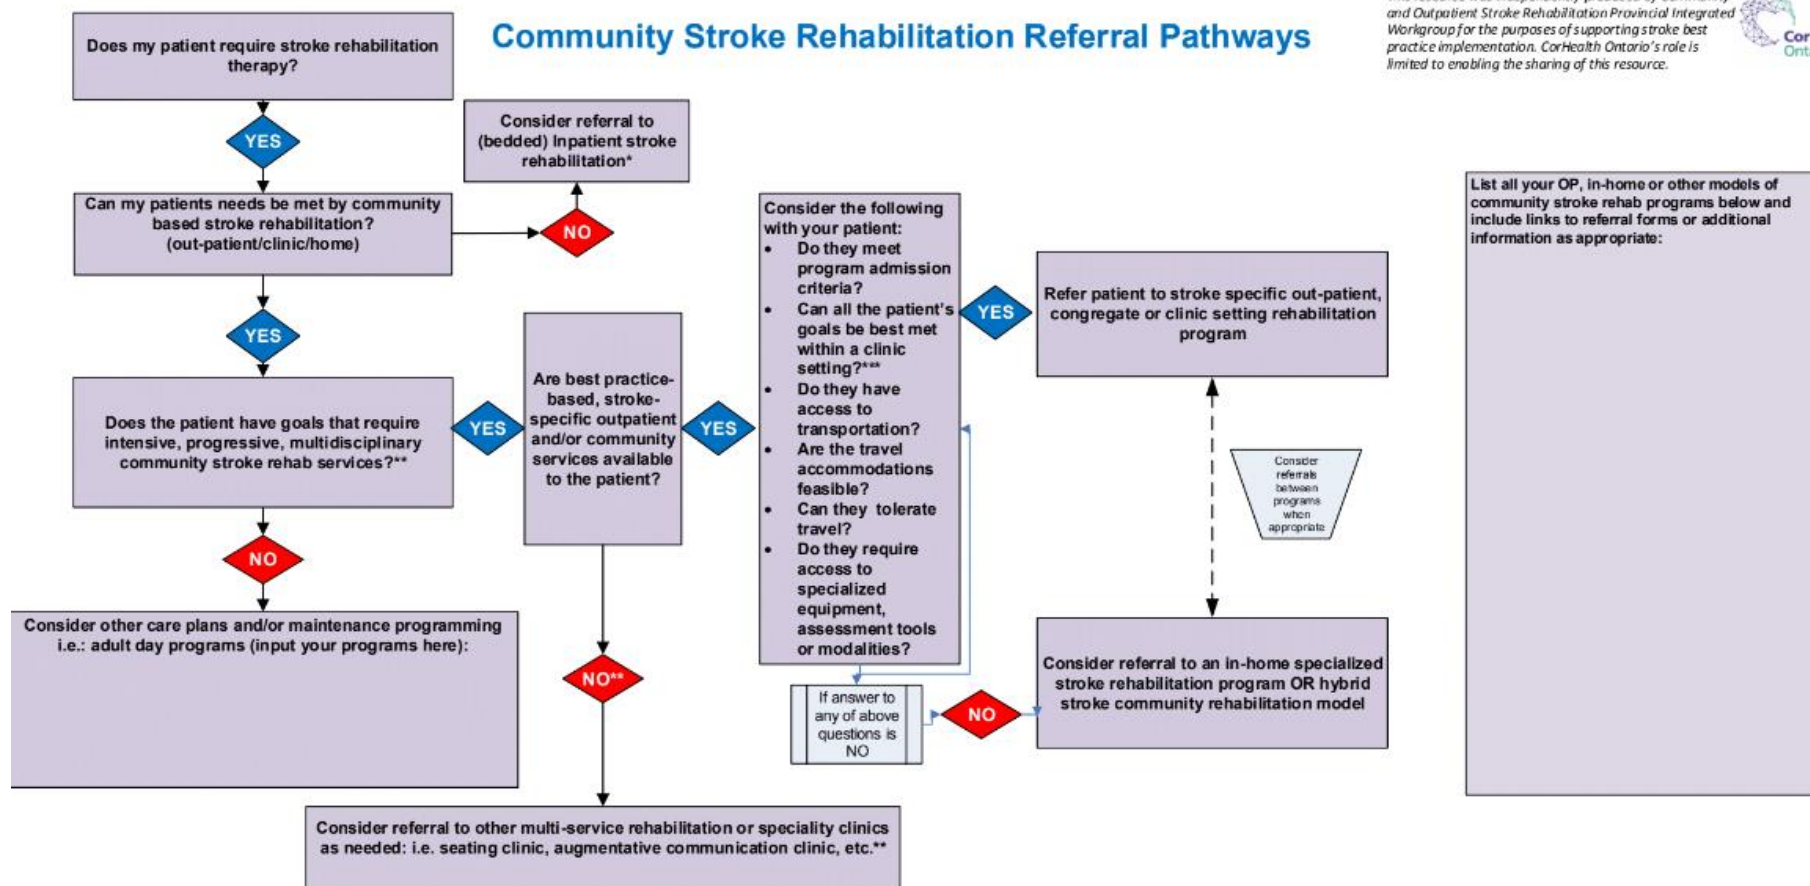 Community Stroke Rehabilitation Referral Pathways
and Outpatient Stroke Rehabilitation Provincial Integrated
Workgroup for the purposes of supporting stroke best
practice implementation. CorHealth Ontario's role is
limited to enabling the sharing of this resource.
Cor
Ont
Does my patient require stroke rehabilitation
therapy?
YES
Consider referral to
(bedded) Inpatient stroke
rehabilitation*
Can my patients needs be met by community
based stroke rehabilitation?
(out-patient/clinic/home)
NO
YES
Does the patient have goals that require
intensive, progressive, multidisciplinary
community stroke rehab services?**
YES
NO
Consider other care plans and/or maintenance programming
i.e.: adult day programs (input your programs here):
Are best practice-
based, stroke-
specific outpatient
and/or community
services available
to the patient?
YES
NO**
Consider referral to other multi-service rehabilitation or speciality clinics
as needed: i.e. seating clinic, augmentative communication clinic, etc.**
Consider the following
with your patient:
• Do they meet
program admission
criteria?
• Can all the patient's
goals be best met
within a clinic
setting?***
• Do they have
access to
transportation?
• Are the travel
accommodations
feasible?
• Can they tolerate
travel?
• Do they require
access to
specialized
equipment,
assessment tools
or modalities?
YES
Refer patient to stroke specific out-patient,
congregate or clinic setting rehabilitation
program
Consider
referrals
between
programs
when
appropriate
If answer to
any of above
questions is
NO
NO
Consider referral to an in-home specialized
stroke rehabilitation program OR hybrid
stroke community rehabilitation model
List all your OP, in-home or other models of
community stroke rehab programs below and
include links to referral forms or additional
information as appropriate: